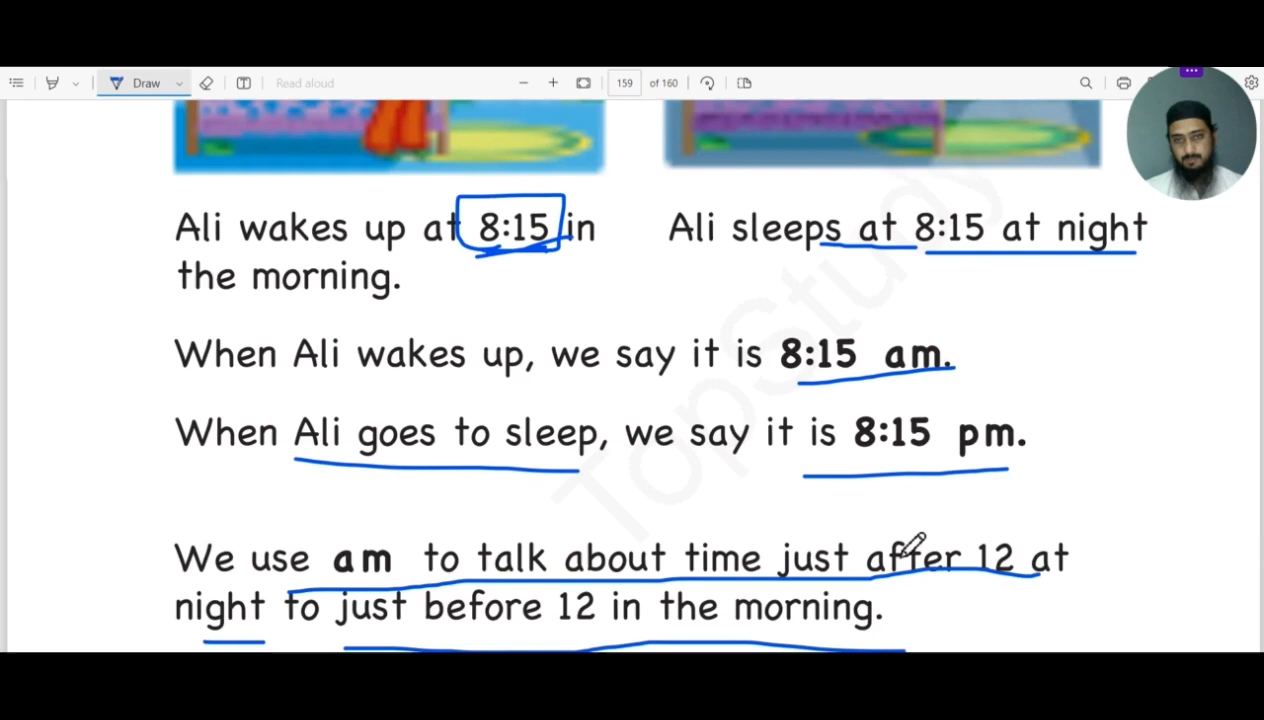 Draw
Read aloud
159 of 160
Ali wakes up at 8:15 in
the morning.
Ali sleeps at 8:15 at night
When Ali wakes up, we say it is 8:15 am.
When Ali goes to sleep, we say it is 8:15 pm.
We use am to talk about time just after 12 at
night to just before 12 in the morning.
TopStudy